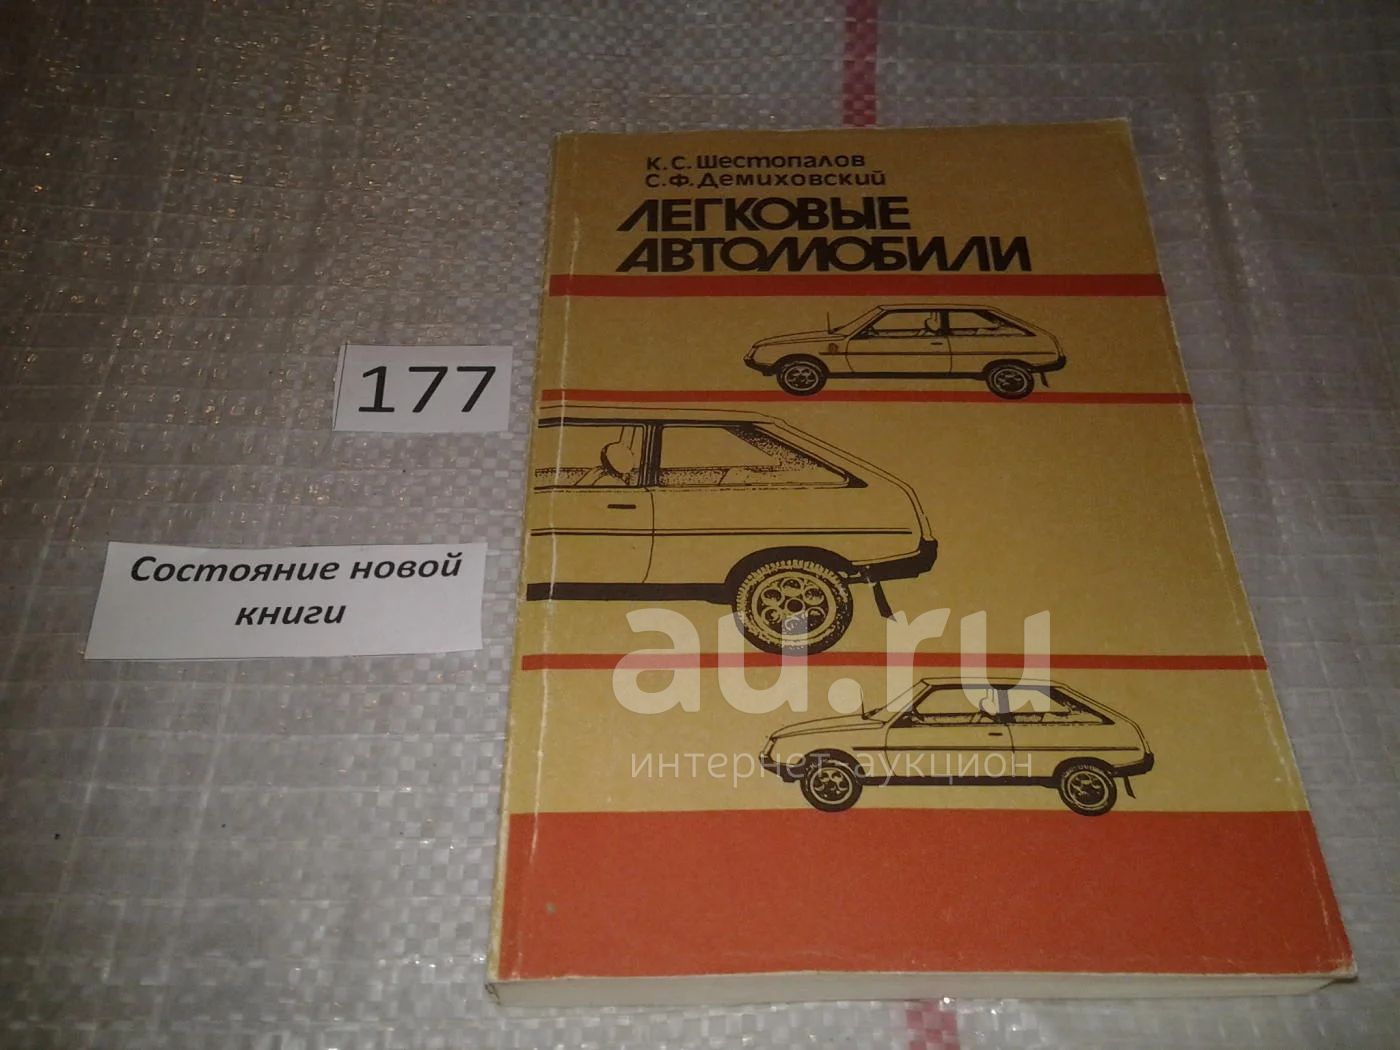 К.С.Шестопалов
С.Ф.Демиховский
ЛЕГКОВЫЕ
АВТОМОБИЛИ
177
Состояние новой
книги
au.ru
интернет аукцион